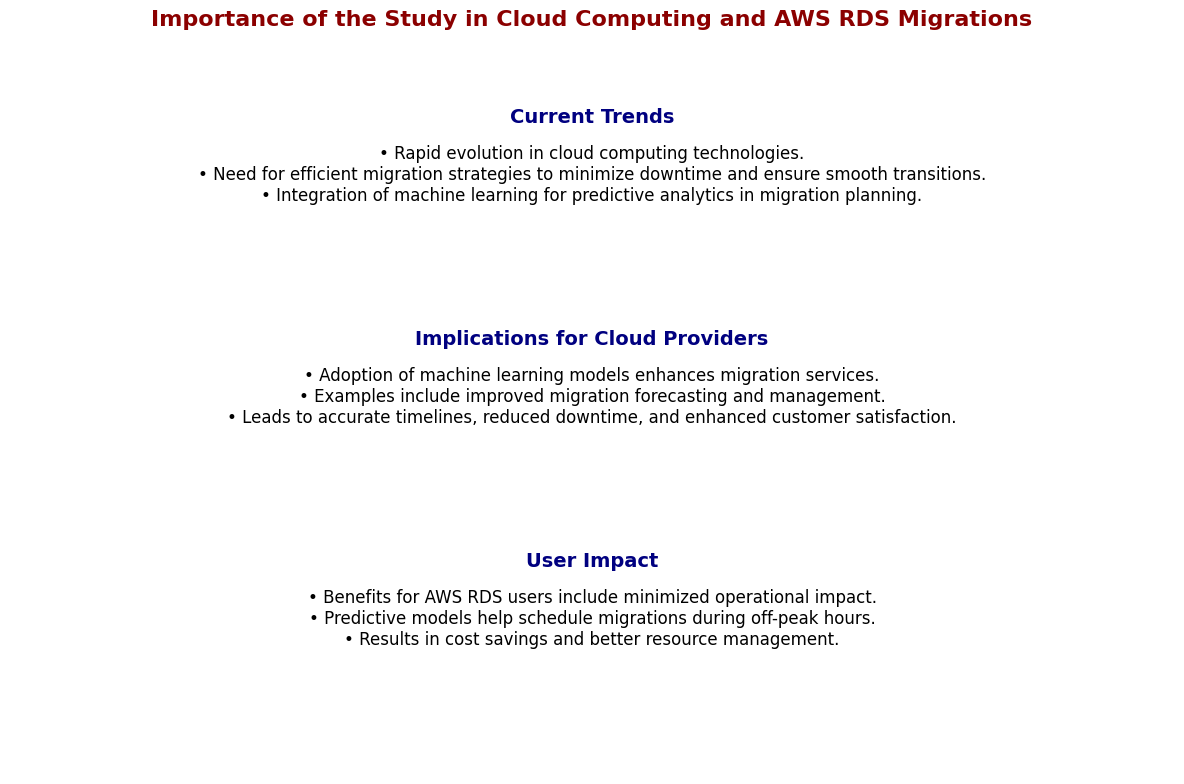 Importance of the Study in Cloud Computing and AWS RDS Migrations
Current Trends
• Rapid evolution in cloud computing technologies.
• Need for efficient migration strategies to minimize downtime and ensure smooth transitions.
• Integration of machine learning for predictive analytics in migration planning.
Implications for Cloud Providers
• Adoption of machine learning models enhances migration services.
• Examples include improved migration forecasting and management.
• Leads to accurate timelines, reduced downtime, and enhanced customer satisfaction.
User Impact
• Benefits for AWS RDS users include minimized operational impact.
• Predictive models help schedule migrations during off-peak hours.
• Results in cost savings and better resource management.